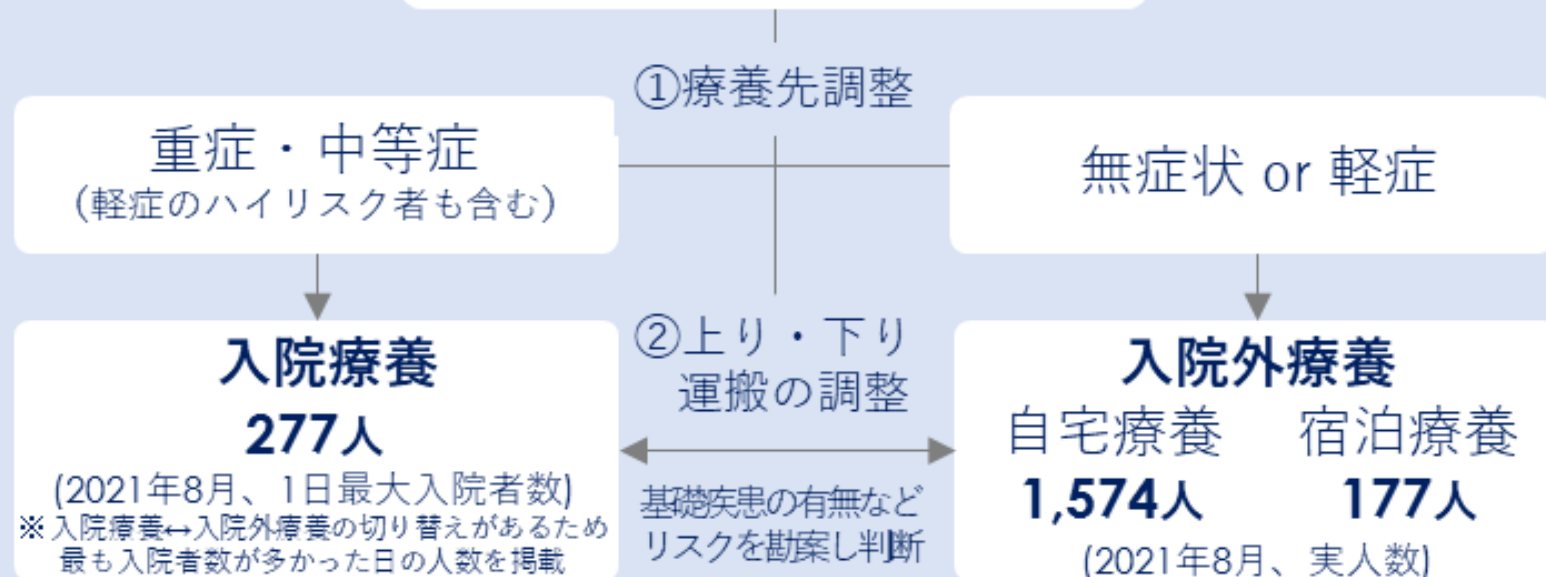 ①療養先調整
重症・中等症
(軽症のハイリスク者も含む)
無症状 or 軽症
入院療養
277人
(2021年8月、1日最大入院者数)
※入院療養↔入院外療養の切り替えがあるため
最も入院者数が多かった日の人数を掲載
②上り・下り
運搬の調整
基礎疾患の有無など
リスクを勘案し判断
入院外療養
自宅療養 宿泊療養
1,574人 177人
(2021年8月、実人数)